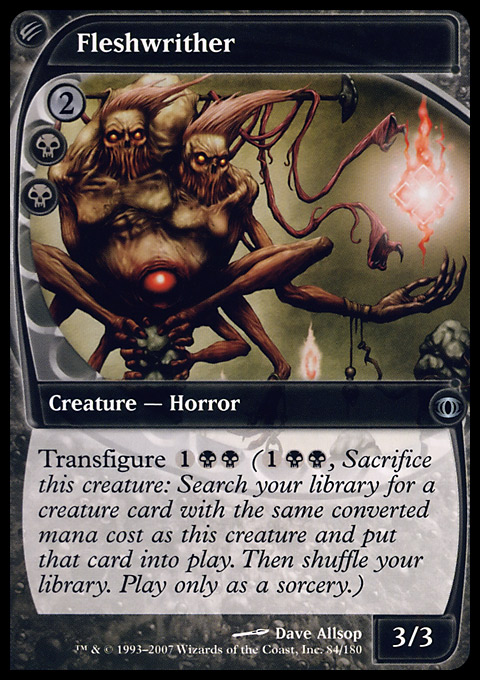 Fleshwrither
2
Creature — Horror
Transfigure 1 (1, Sacrifice
this creature: Search your library for a
creature card with the same converted
mana cost as this creature and put
that card into play. Then shuffle your
library. Play only as a sorcery.)
Dave Allsop
™ & © 1993–2007 Wizards of the Coast, Inc. 84/180
3/3